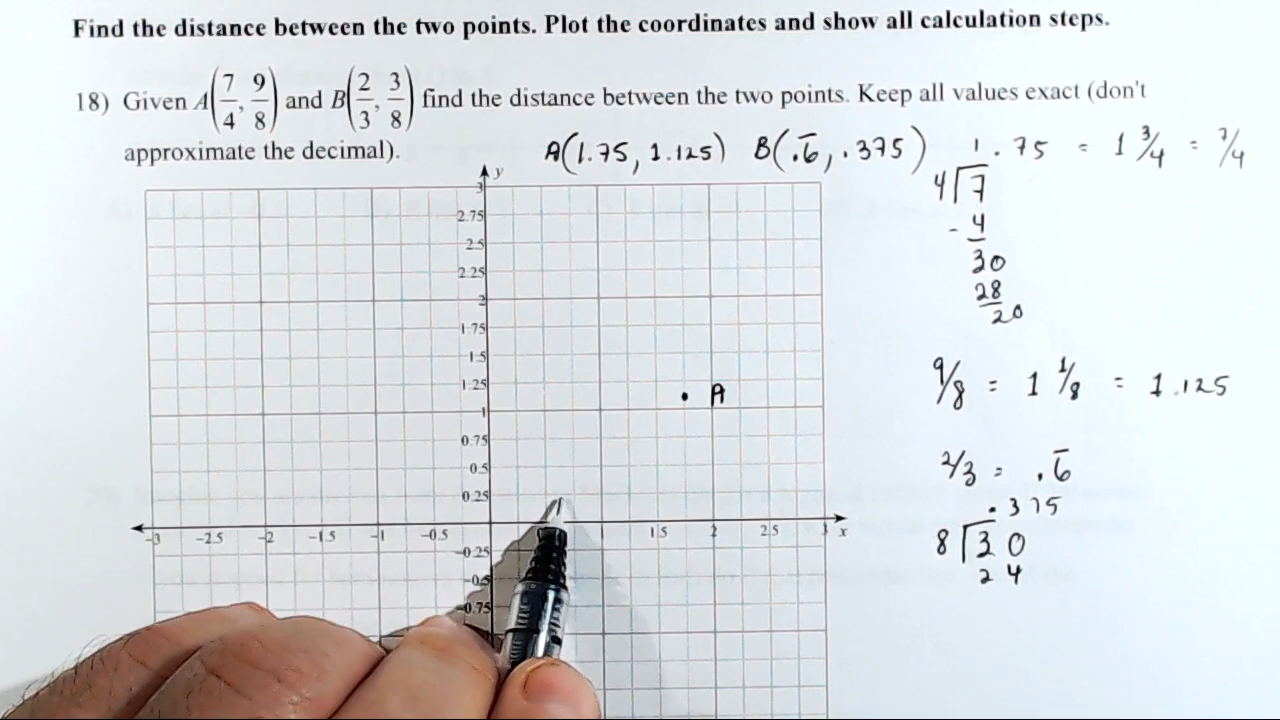 Find the distance between the two points. Plot the coordinates and show all calculation steps.
18) Given A(7/4, 9/8) and B(2/3, 3/8) find the distance between the two points. Keep all values exact (don't
approximate the decimal).
A(1.75, 1.125) B(.6̅, .375)
1.75 = 1 3/4 = 7/4
4)7
- 4
30
28
20
9/8 = 1 1/8 = 1.125
2/3 = .6̅
.375
8)30
24
y
3
2.75
2.5
2.25
2
1.75
1.5
1.25
1
0.75
0.5
0.25
A
-3 -2.5 -2 -1.5 -1 -0.5 1.5 2 2.5 3 x
-0.25
-0.5
-0.75